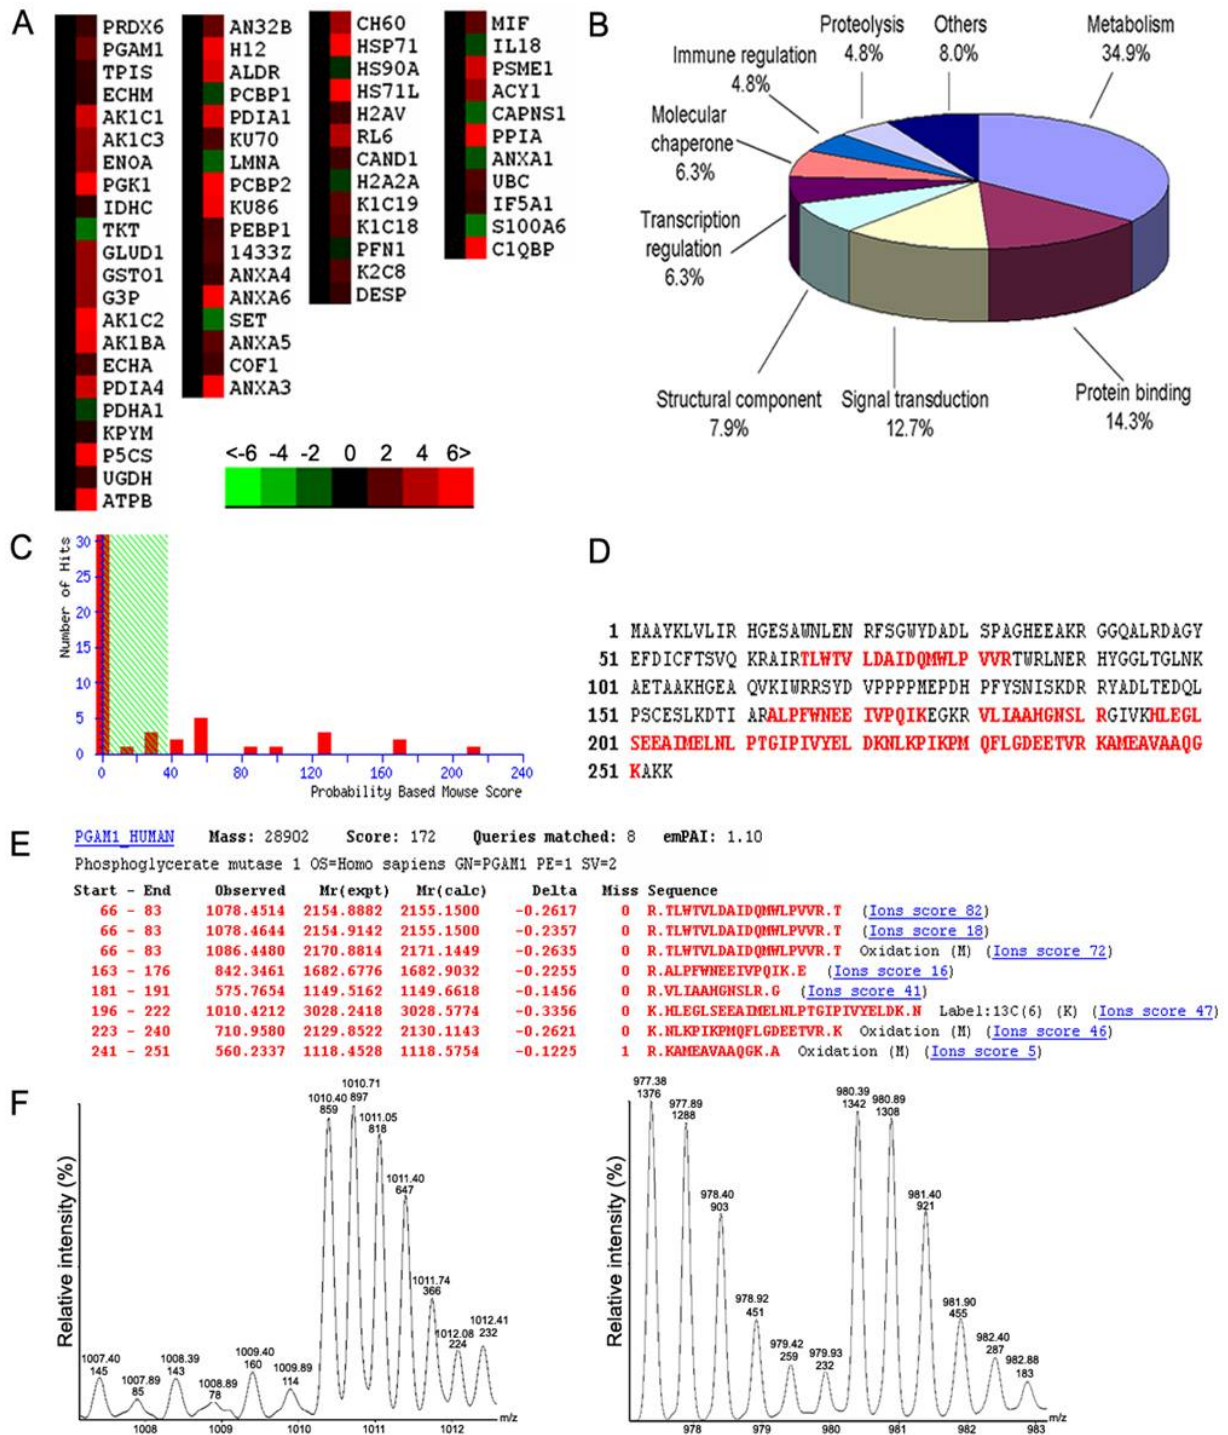 A
PRDX6
PGAM1
TPIS
ECHM
AK1C1
AK1C3
ENOA
PGK1
IDHC
TKT
GLUD1
GSTO1
G3P
AK1C2
AK1BA
ECHA
PDIA4
PDHA1
KPYM
P5CS
UGDH
ATPB
AN32B
H12
ALDR
PCBP1
PDIA1
KU70
LMNA
PCBP2
KU86
PEBP1
1433Z
ANXA4
ANXA6
SET
ANXA5
COF1
ANXA3
CH60
HSP71
HS90A
HS71L
H2AV
RL6
CAND1
H2A2A
K1C19
K1C18
PFN1
K2C8
DESP
MIF
IL18
PSME1
ACY1
CAPNS1
PPIA
ANXA1
UBC
IF5A1
S100A6
C1QBP
<-6 -4 -2 0 2 4 6>
B
Proteolysis
4.8%
Others
8.0%
Metabolism
34.9%
Immune regulation
4.8%
Molecular
chaperone
6.3%
Transcription
regulation
6.3%
Structural component
7.9%
Signal transduction
12.7%
Protein binding
14.3%
C
Number of Hits
30
25
20
15
10
5
0
0 40 80 120 160 200 240
Probability Based Mowse Score
D
1 MAAYKLVLIR HGESAWNLEN RFSGWYDADL SPAGHEEAKR GGQALRDAGY
51 EFDICFTSVQ KRAIRTLWTV LDAIDQMWLP VVRTWRLNER HYGGLTGLNK
101 AETAAKHGEA QVKIWRRSYD VPPPPMEPDH PFYSNISKDR RYADLTEDQL
151 PSCESLKDTI ARALPFWNEE IVPQIKEGKR VLIAAHGNSL RGIVKHLEGL
201 SEEAIMELNL PTGIPIVYEL DKNLKPIKPM QFLGDEETVR KAMEAVAAQG
251 KAKK
E
PGAM1_HUMAN Mass: 28902 Score: 172 Queries matched: 8 emPAI: 1.10
Phosphoglycerate mutase 1 OS=Homo sapiens GN=PGAM1 PE=1 SV=2
Start - End Observed Mr(expt) Mr(calc) Delta Miss Sequence
66 - 83 1078.4514 2154.8882 2155.1500 -0.2617 0 R.TLWTVLDAIDQMWLPVVR.T (Ions score 82)
66 - 83 1078.4644 2154.9142 2155.1500 -0.2357 0 R.TLWTVLDAIDQMWLPVVR.T (Ions score 18)
66 - 83 1086.4480 2170.8814 2171.1449 -0.2635 0 R.TLWTVLDAIDQMWLPVVR.T Oxidation (M) (Ions score 72)
163 - 176 842.3461 1682.6776 1682.9032 -0.2255 0 R.ALPFWNEEIVPQIK.E (Ions score 16)
181 - 191 575.7654 1149.5162 1149.6618 -0.1456 0 R.VLIAAHGNSLR.G (Ions score 41)
196 - 222 1010.4212 3028.2418 3028.5774 -0.3356 0 K.HLEGLSEEAIMELNLPTGIPIVYELDK.N Label:13C(6) (K) (Ions score 47)
223 - 240 710.9580 2129.8522 2130.1143 -0.2621 0 K.NLKPIKPMQFLGDEETVR.K Oxidation (M) (Ions score 46)
241 - 251 560.2337 1118.4528 1118.5754 -0.1225 1 R.KAMEAVAAQGK.A Oxidation (M) (Ions score 5)
F
Relative intensity (%)
1007.40
145
1007.89
85
1008.39
143
1008.89
78
1009.40
160
1009.89
114
1010.40
859
1010.71
897
1011.05
818
1011.40
647
1011.74
366
1012.08
224
1012.41
232
1008 1009 1010 1011 1012 m/z
Relative intensity (%)
977.38
1376
977.89
1288
978.40
903
978.92
451
979.42
259
979.93
232
980.39
1342
980.89
1308
981.40
921
981.90
455
982.40
287
982.88
183
978 979 980 981 982 983 m/z